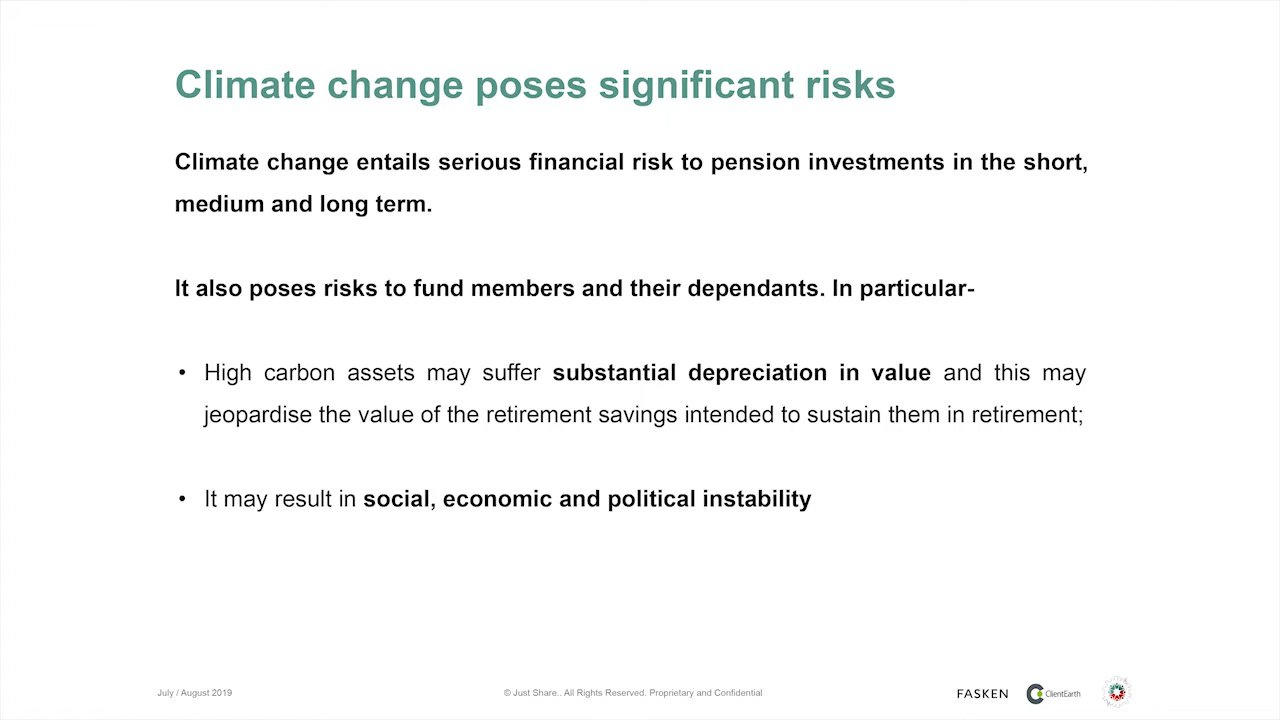 Climate change poses significant risks
Climate change entails serious financial risk to pension investments in the short,
medium and long term.
It also poses risks to fund members and their dependants. In particular-
• High carbon assets may suffer substantial depreciation in value and this may
jeopardise the value of the retirement savings intended to sustain them in retirement;
• It may result in social, economic and political instability
July / August 2019
© Just Share.. All Rights Reserved. Proprietary and Confidential
FASKEN
ClientEarth